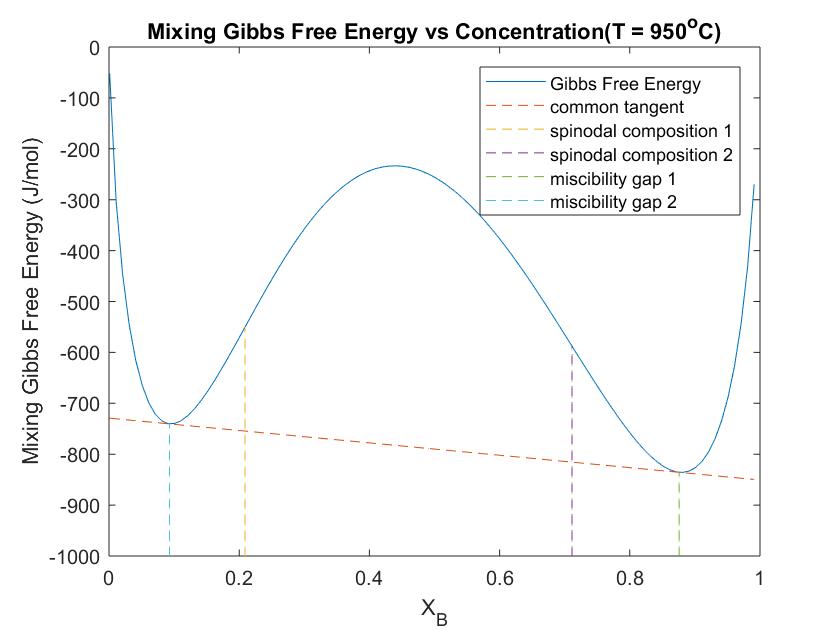 Mixing Gibbs Free Energy vs Concentration(T = 950°C)
Mixing Gibbs Free Energy (J/mol)
0
-100
-200
-300
-400
-500
-600
-700
-800
-900
-1000
Gibbs Free Energy
common tangent
spinodal composition 1
spinodal composition 2
miscibility gap 1
miscibility gap 2
0
0.2
0.4
0.6
0.8
1
X_B